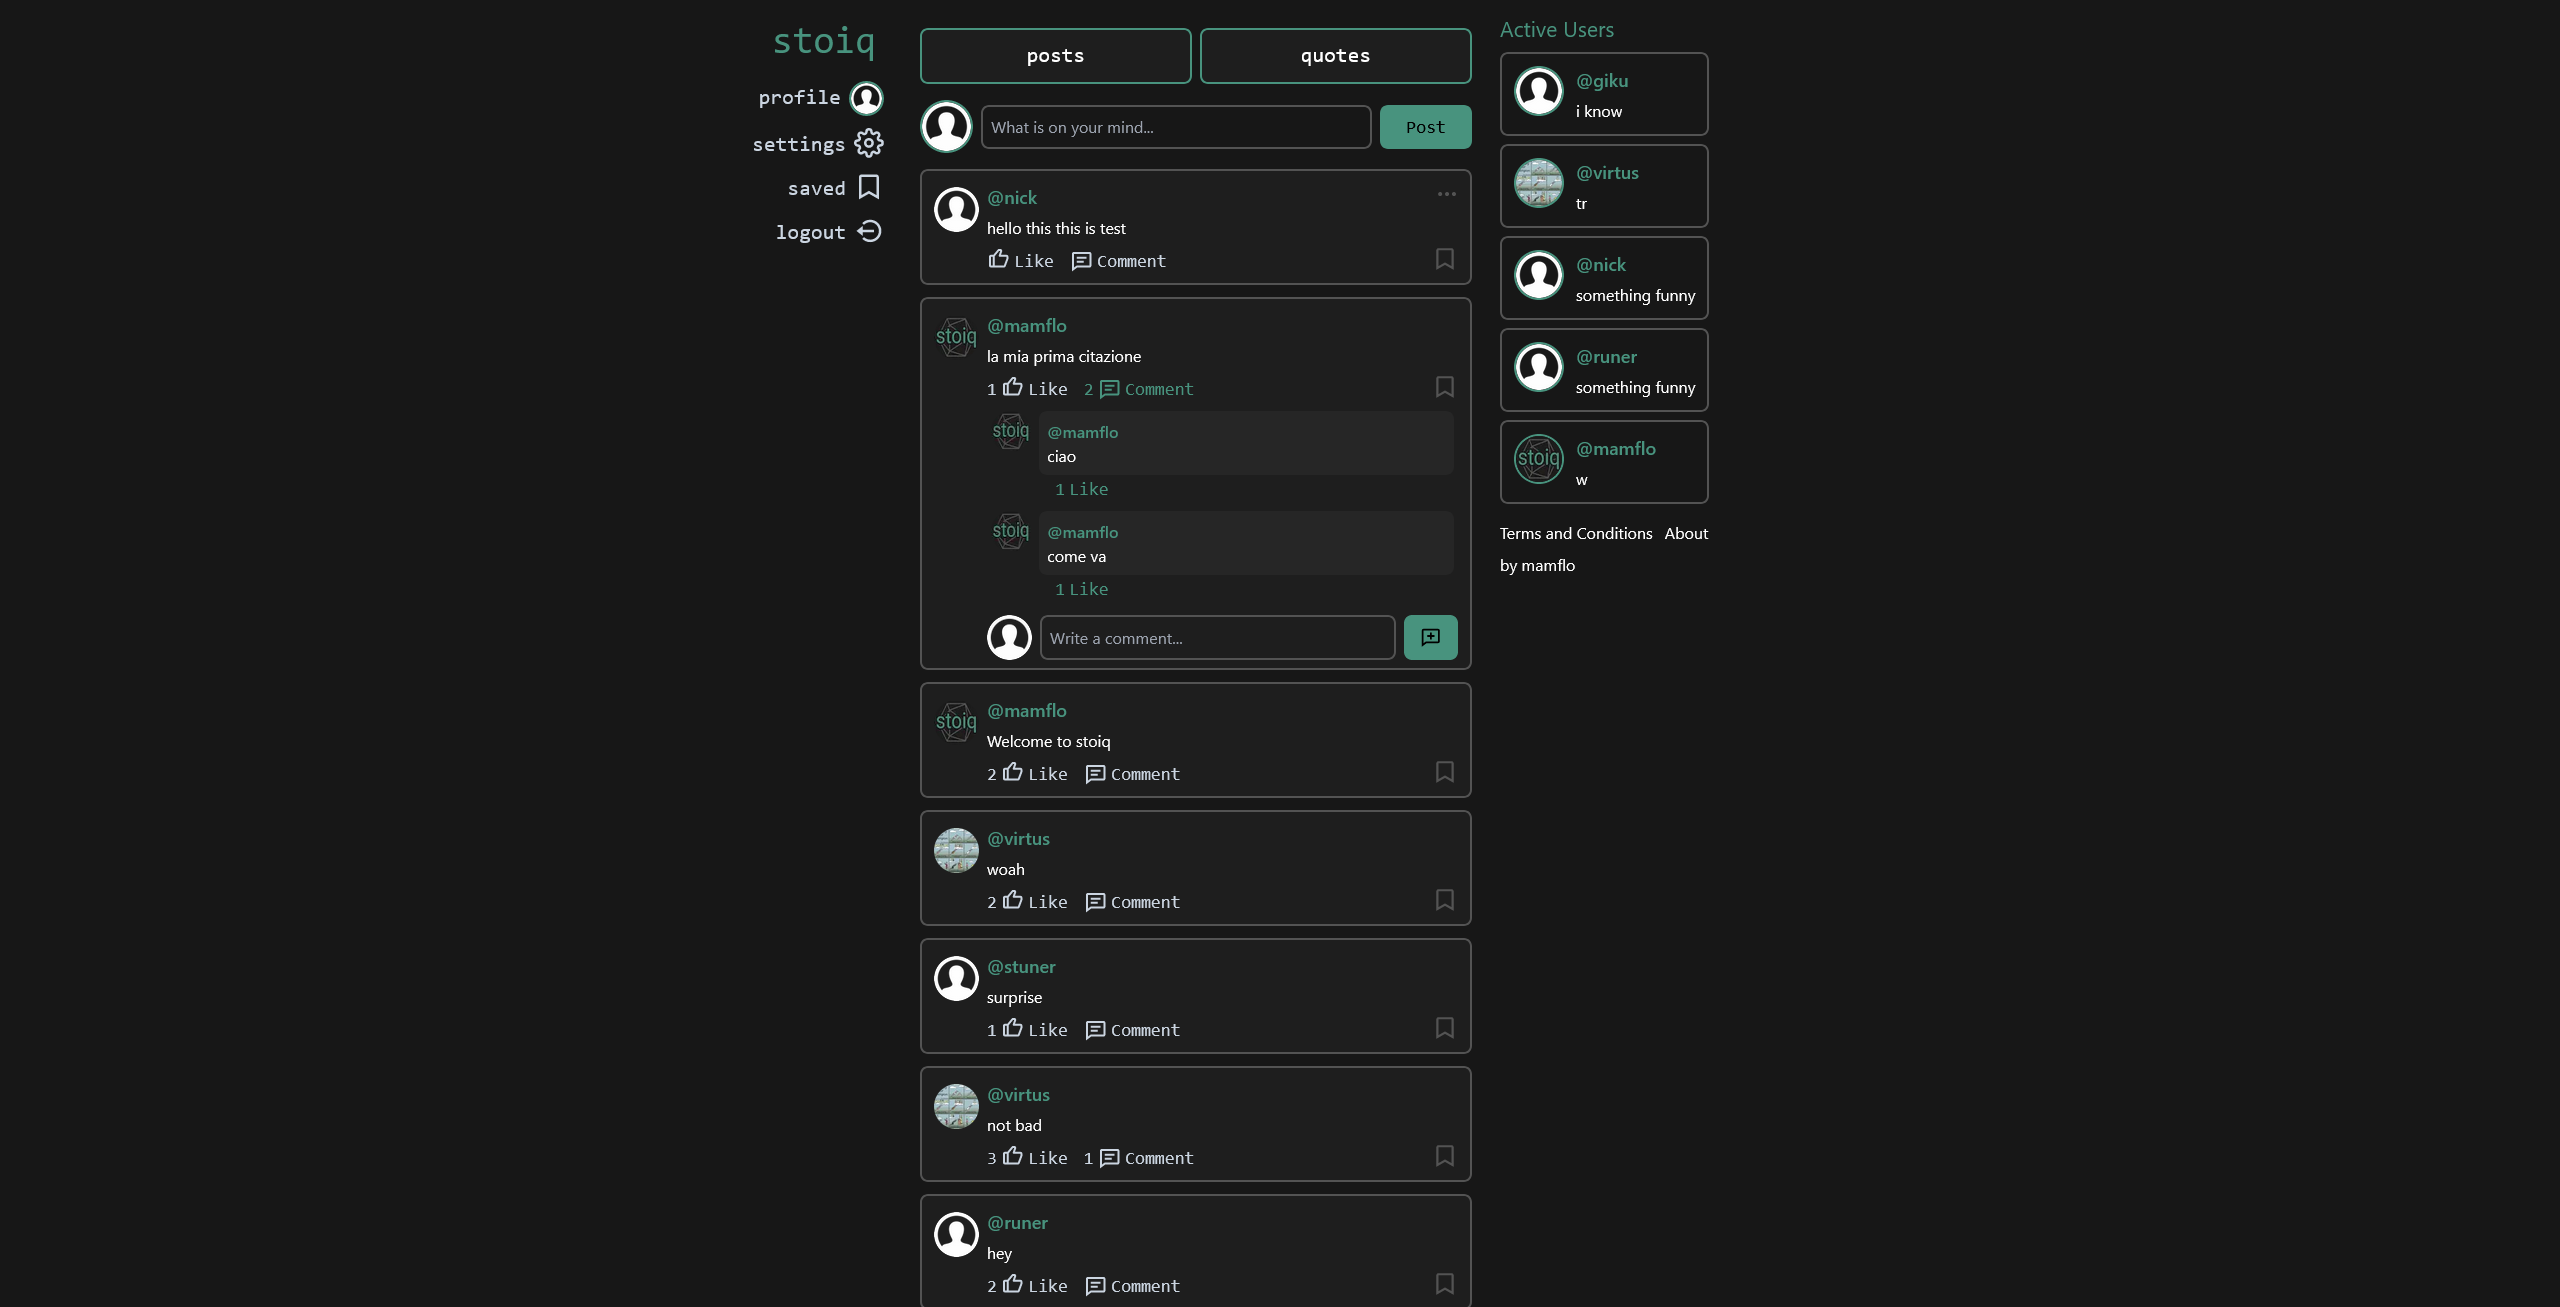 stoiq
profile
settings
saved
logout
posts
quotes
What is on your mind...
Post
@nick
hello this this is test
Like Comment
stoiq
@mamflo
la mia prima citazione
1 Like 2 Comment
stoiq
@mamflo
ciao
1 Like
stoiq
@mamflo
come va
1 Like
Write a comment...
stoiq
@mamflo
Welcome to stoiq
2 Like Comment
@virtus
woah
2 Like Comment
@stuner
surprise
1 Like Comment
@virtus
not bad
3 Like 1 Comment
@runer
hey
2 Like Comment
Active Users
@giku
i know
@virtus
tr
@nick
something funny
@runer
something funny
stoiq
@mamflo
w
Terms and Conditions About
by mamflo